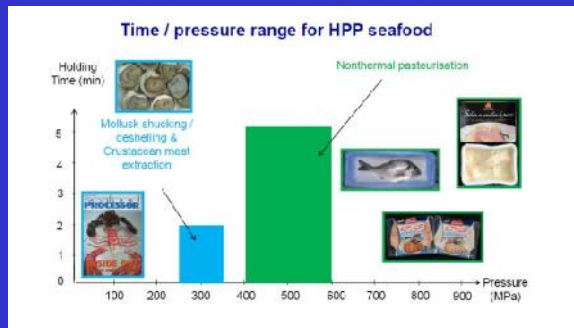 Time / pressure range for HPP seafood
Holding
Time (min)
Nonthermal pasteurisation
Mollusk shucking /
deshelling &
Crustacean meat
extraction
5
4
3
2
1
0
PROCESSOR
100 200 300 400 500 600 700 800 900
Pressure
(MPa)